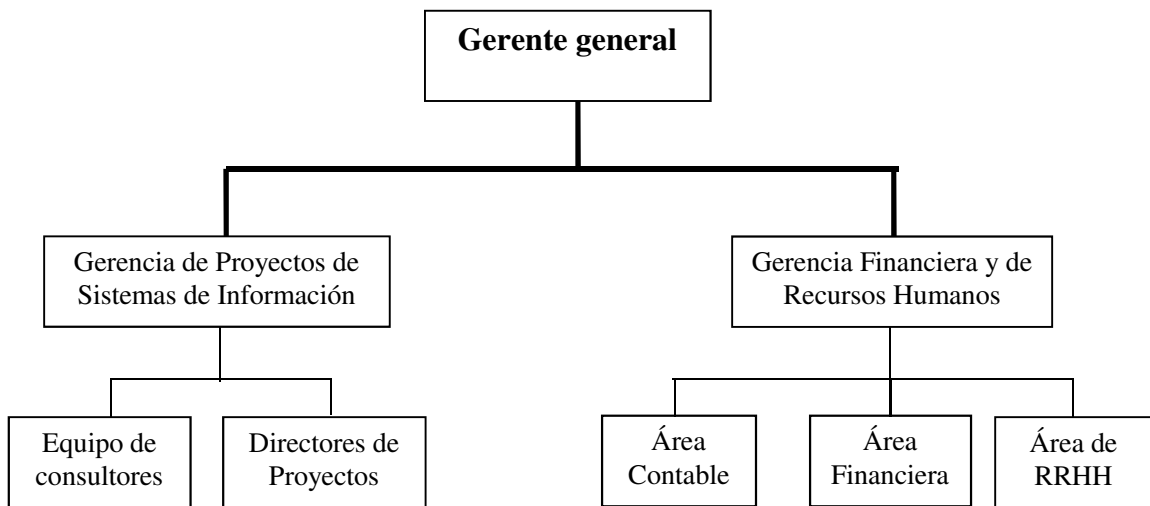 Gerente general
Gerencia de Proyectos de
Sistemas de Información
Gerencia Financiera y de
Recursos Humanos
Equipo de
consultores
Directores de
Proyectos
Área
Contable
Área
Financiera
Área de
RRHH